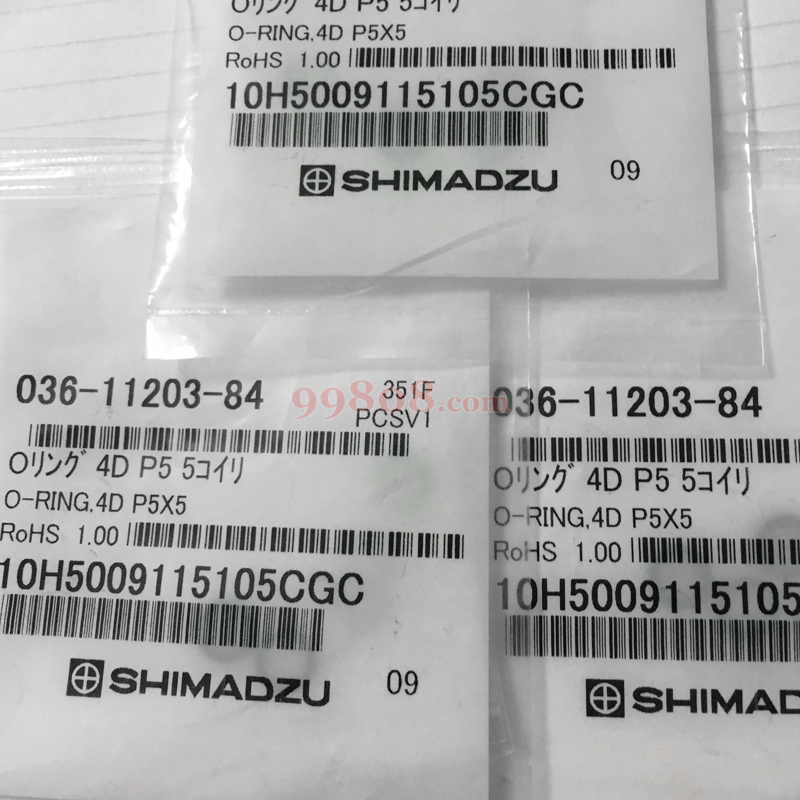 Oリング 4D P5 5コイリ
O-RING,4D P5X5
RoHS 1.00
10H5009115105CGC
SHIMADZU 09
036-11203-84 351F
PCSV1
Oリング 4D P5 5コイリ
O-RING,4D P5X5
RoHS 1.00
10H5009115105CGC
SHIMADZU 09
036-11203-84
Oリング 4D P5 5コイリ
O-RING,4D P5X5
RoHS 1.00
10H5009115105
SHIMADZ
99808.com